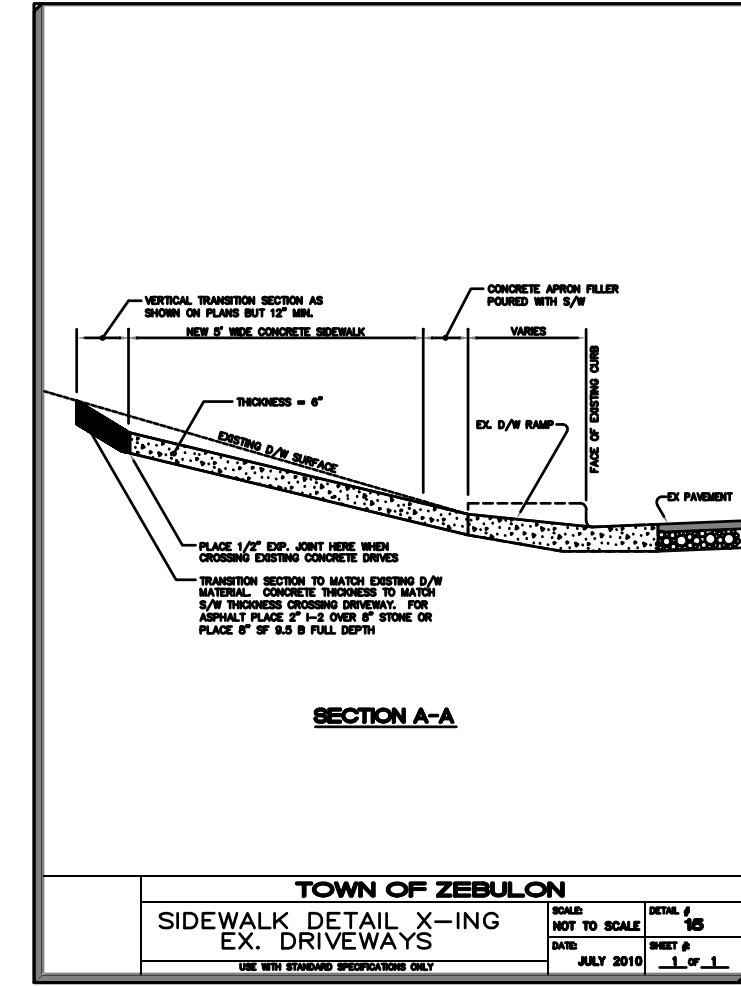 VERTICAL TRANSITION SECTION AS
SHOWN ON PLANS BUT 12" MIN.
CONCRETE APRON FILLER
POURED WITH S/W
NEW 5' WIDE CONCRETE SIDEWALK
VARIES
FACE OF EXISTING CURB
THICKNESS = 6"
EX. D/W RAMP
EXISTING D/W SURFACE
EX PAVEMENT
PLACE 1/2" EXP. JOINT HERE WHEN
CROSSING EXISTING CONCRETE DRIVES
TRANSITION SECTION TO MATCH EXISTING D/W
MATERIAL. CONCRETE THICKNESS TO MATCH
S/W THICKNESS CROSSING DRIVEWAY. FOR
ASPHALT PLACE 2" I-2 OVER 8" STONE OR
PLACE 8" SF 9.5 B FULL DEPTH
SECTION A-A
TOWN OF ZEBULON
SIDEWALK DETAIL X-ING
EX. DRIVEWAYS
USE WITH STANDARD SPECIFICATIONS ONLY
SCALE:
NOT TO SCALE
DETAIL #
15
DATE:
JULY 2010
SHEET #:
1 OF 1